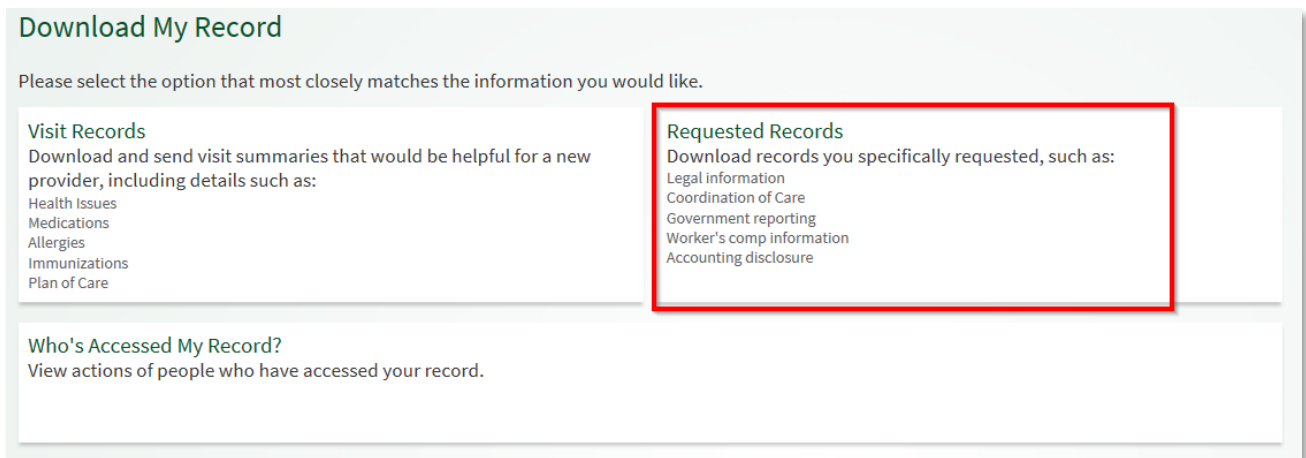 Download My Record
Please select the option that most closely matches the information you would like.
Visit Records
Download and send visit summaries that would be helpful for a new
provider, including details such as:
Health Issues
Medications
Allergies
Immunizations
Plan of Care
Requested Records
Download records you specifically requested, such as:
Legal information
Coordination of Care
Government reporting
Worker's comp information
Accounting disclosure
Who's Accessed My Record?
View actions of people who have accessed your record.